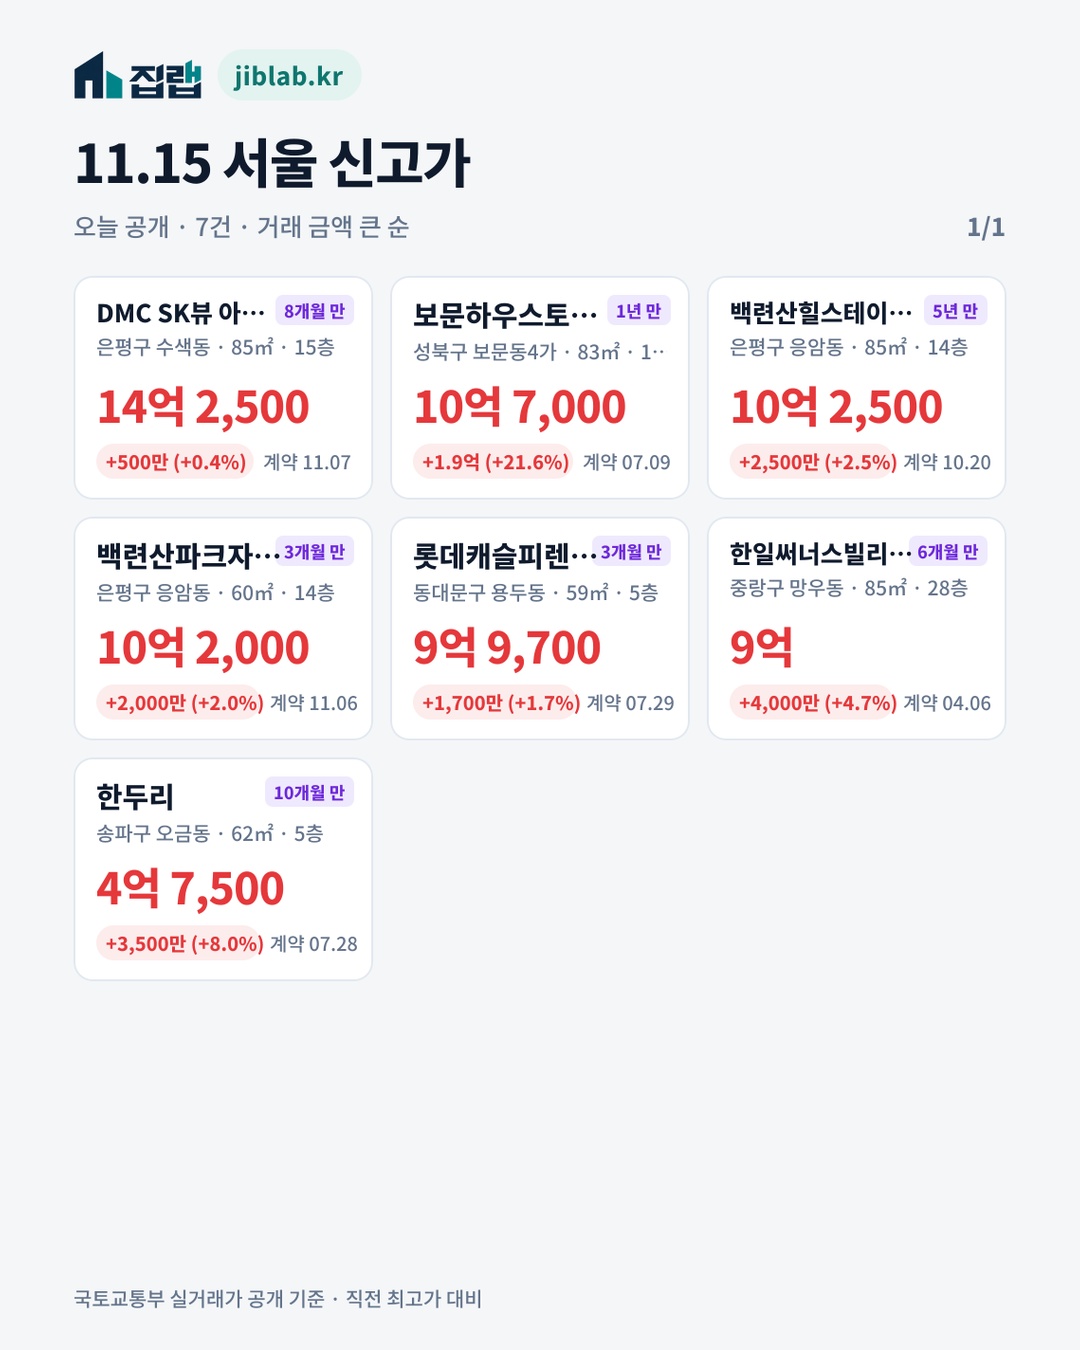 집랩 jiblab.kr
11.15 서울 신고가
오늘 공개 · 7건 · 거래 금액 큰 순 1/1
DMC SK뷰 아… 8개월 만
은평구 수색동 · 85㎡ · 15층
14억 2,500
+500만 (+0.4%) 계약 11.07
보문하우스토… 1년 만
성북구 보문동4가 · 83㎡ · 1··
10억 7,000
+1.9억 (+21.6%) 계약 07.09
백련산힐스테이… 5년 만
은평구 응암동 · 85㎡ · 14층
10억 2,500
+2,500만 (+2.5%) 계약 10.20
백련산파크자… 3개월 만
은평구 응암동 · 60㎡ · 14층
10억 2,000
+2,000만 (+2.0%) 계약 11.06
롯데캐슬피렌… 3개월 만
동대문구 용두동 · 59㎡ · 5층
9억 9,700
+1,700만 (+1.7%) 계약 07.29
한일써너스빌리… 6개월 만
중랑구 망우동 · 85㎡ · 28층
9억
+4,000만 (+4.7%) 계약 04.06
한두리 10개월 만
송파구 오금동 · 62㎡ · 5층
4억 7,500
+3,500만 (+8.0%) 계약 07.28
국토교통부 실거래가 공개 기준 · 직전 최고가 대비